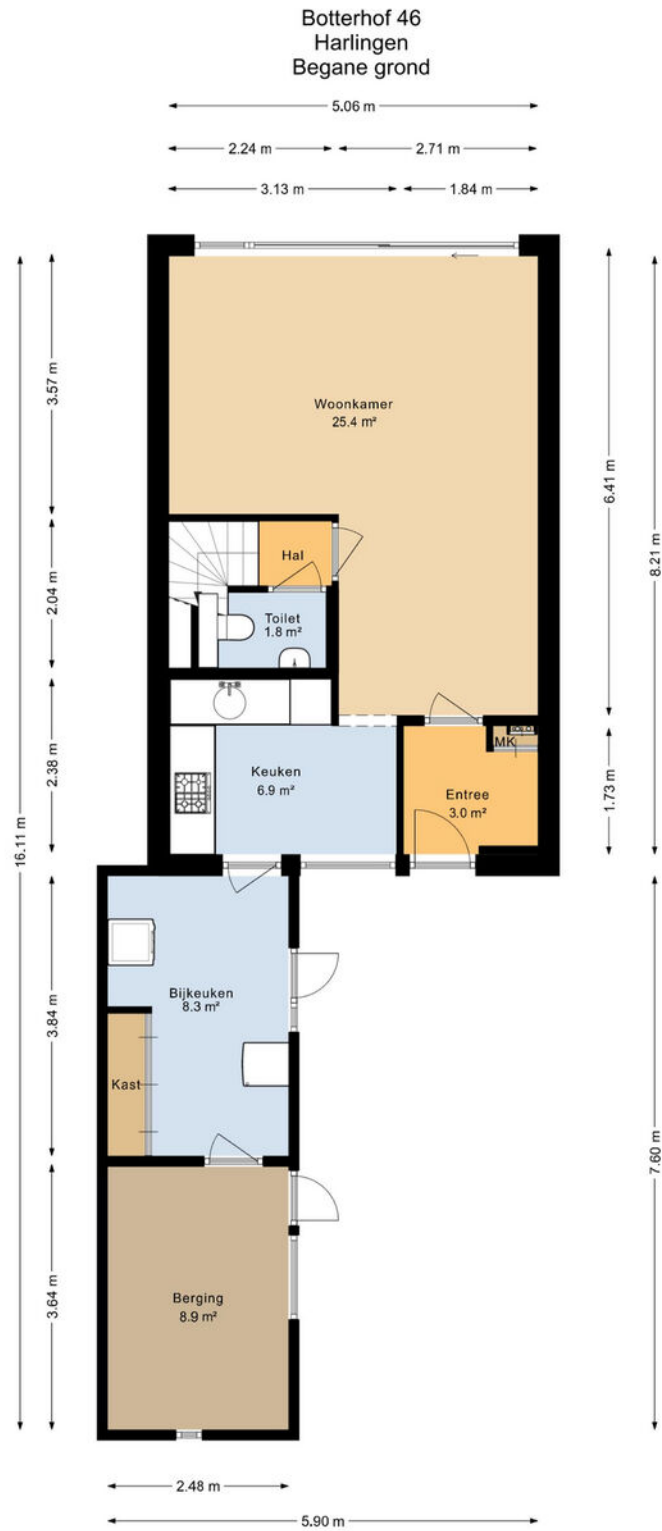 Botterhof 46
Harlingen
Begane grond
5.06 m
2.24 m
2.71 m
3.13 m
1.84 m
16.11 m
3.57 m
2.04 m
2.38 m
3.84 m
3.64 m
Woonkamer
25.4 m²
Hal
Toilet
1.8 m²
Keuken
6.9 m²
MK
Entree
3.0 m²
Bijkeuken
8.3 m²
Kast
Berging
8.9 m²
6.41 m
1.73 m
8.21 m
7.60 m
2.48 m
5.90 m